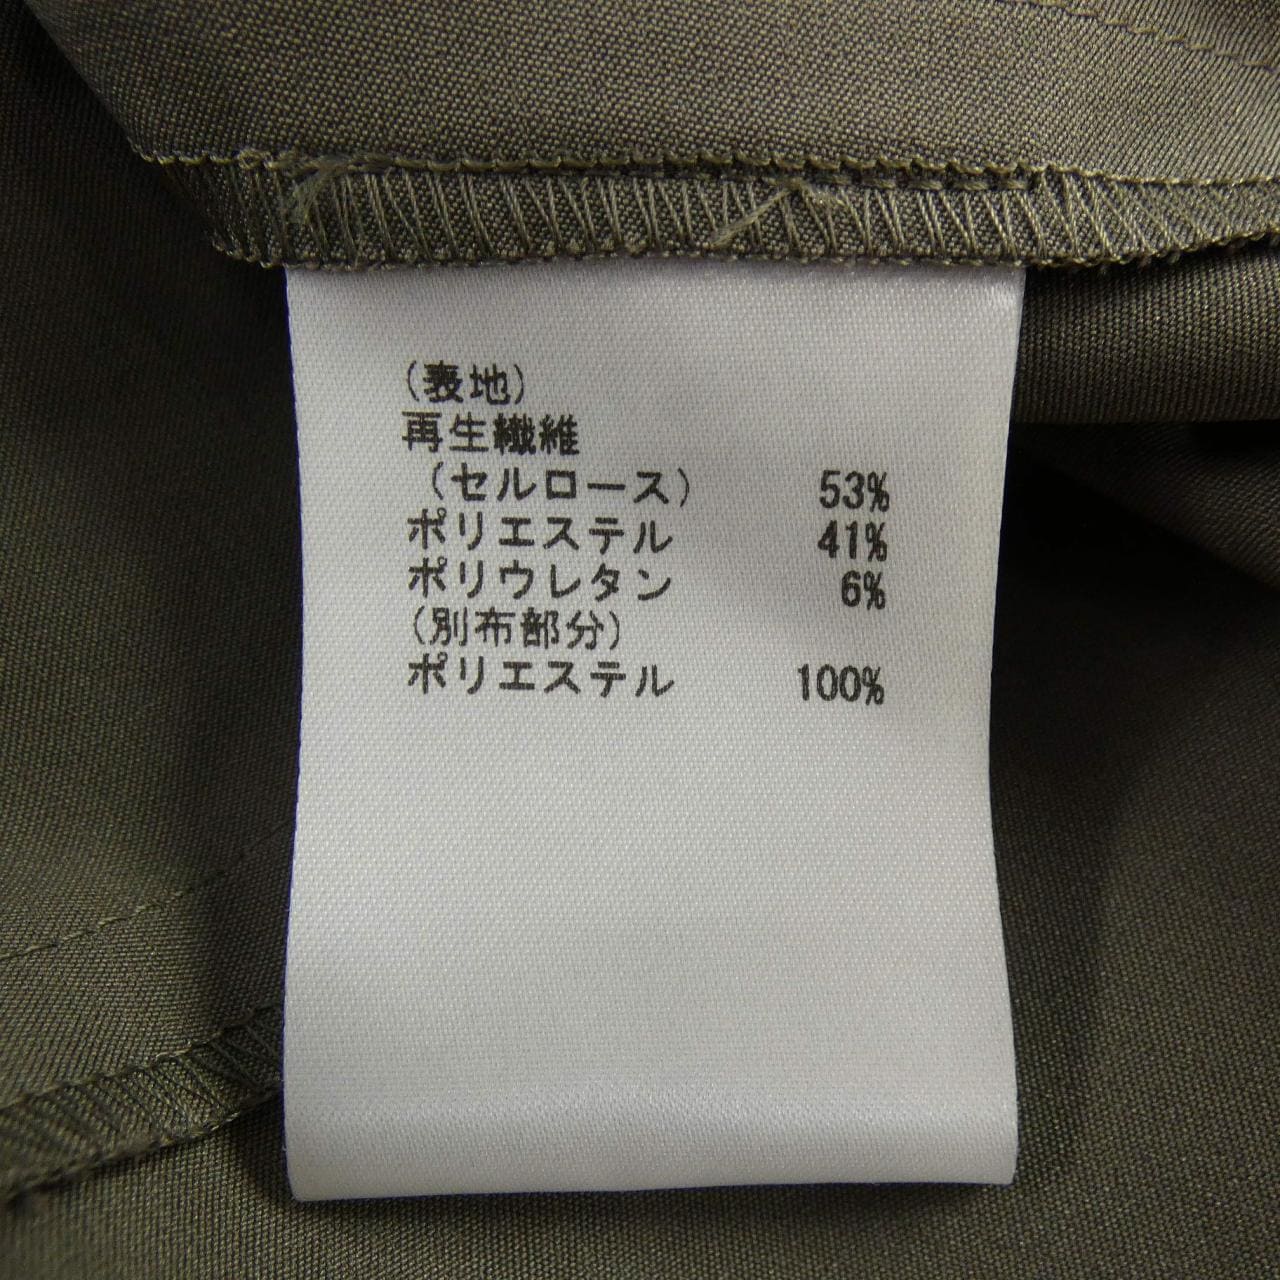 (表地)
再生繊維
(セルロース) 53%
ポリエステル 41%
ポリウレタン 6%
(別布部分)
ポリエステル 100%